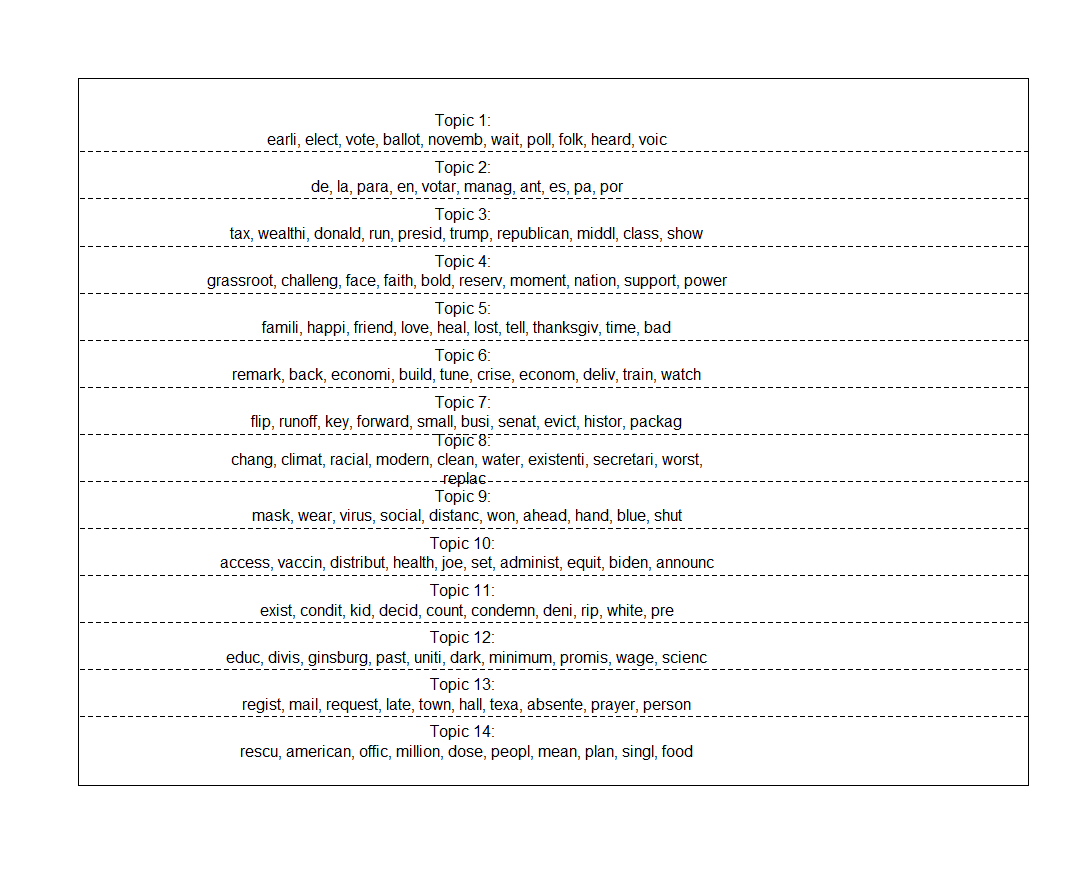 Topic 1:
earli, elect, vote, ballot, novemb, wait, poll, folk, heard, voic
Topic 2:
de, la, para, en, votar, manag, ant, es, pa, por
Topic 3:
tax, wealthi, donald, run, presid, trump, republican, middl, class, show
Topic 4:
grassroot, challeng, face, faith, bold, reserv, moment, nation, support, power
Topic 5:
famili, happi, friend, love, heal, lost, tell, thanksgiv, time, bad
Topic 6:
remark, back, economi, build, tune, crise, econom, deliv, train, watch
Topic 7:
flip, runoff, key, forward, small, busi, senat, evict, histor, packag
Topic 8:
chang, climat, racial, modern, clean, water, existenti, secretari, worst,
replac
Topic 9:
mask, wear, virus, social, distanc, won, ahead, hand, blue, shut
Topic 10:
access, vaccin, distribut, health, joe, set, administ, equit, biden, announc
Topic 11:
exist, condit, kid, decid, count, condemn, deni, rip, white, pre
Topic 12:
educ, divis, ginsburg, past, uniti, dark, minimum, promis, wage, scienc
Topic 13:
regist, mail, request, late, town, hall, texa, absente, prayer, person
Topic 14:
rescu, american, offic, million, dose, peopl, mean, plan, singl, food